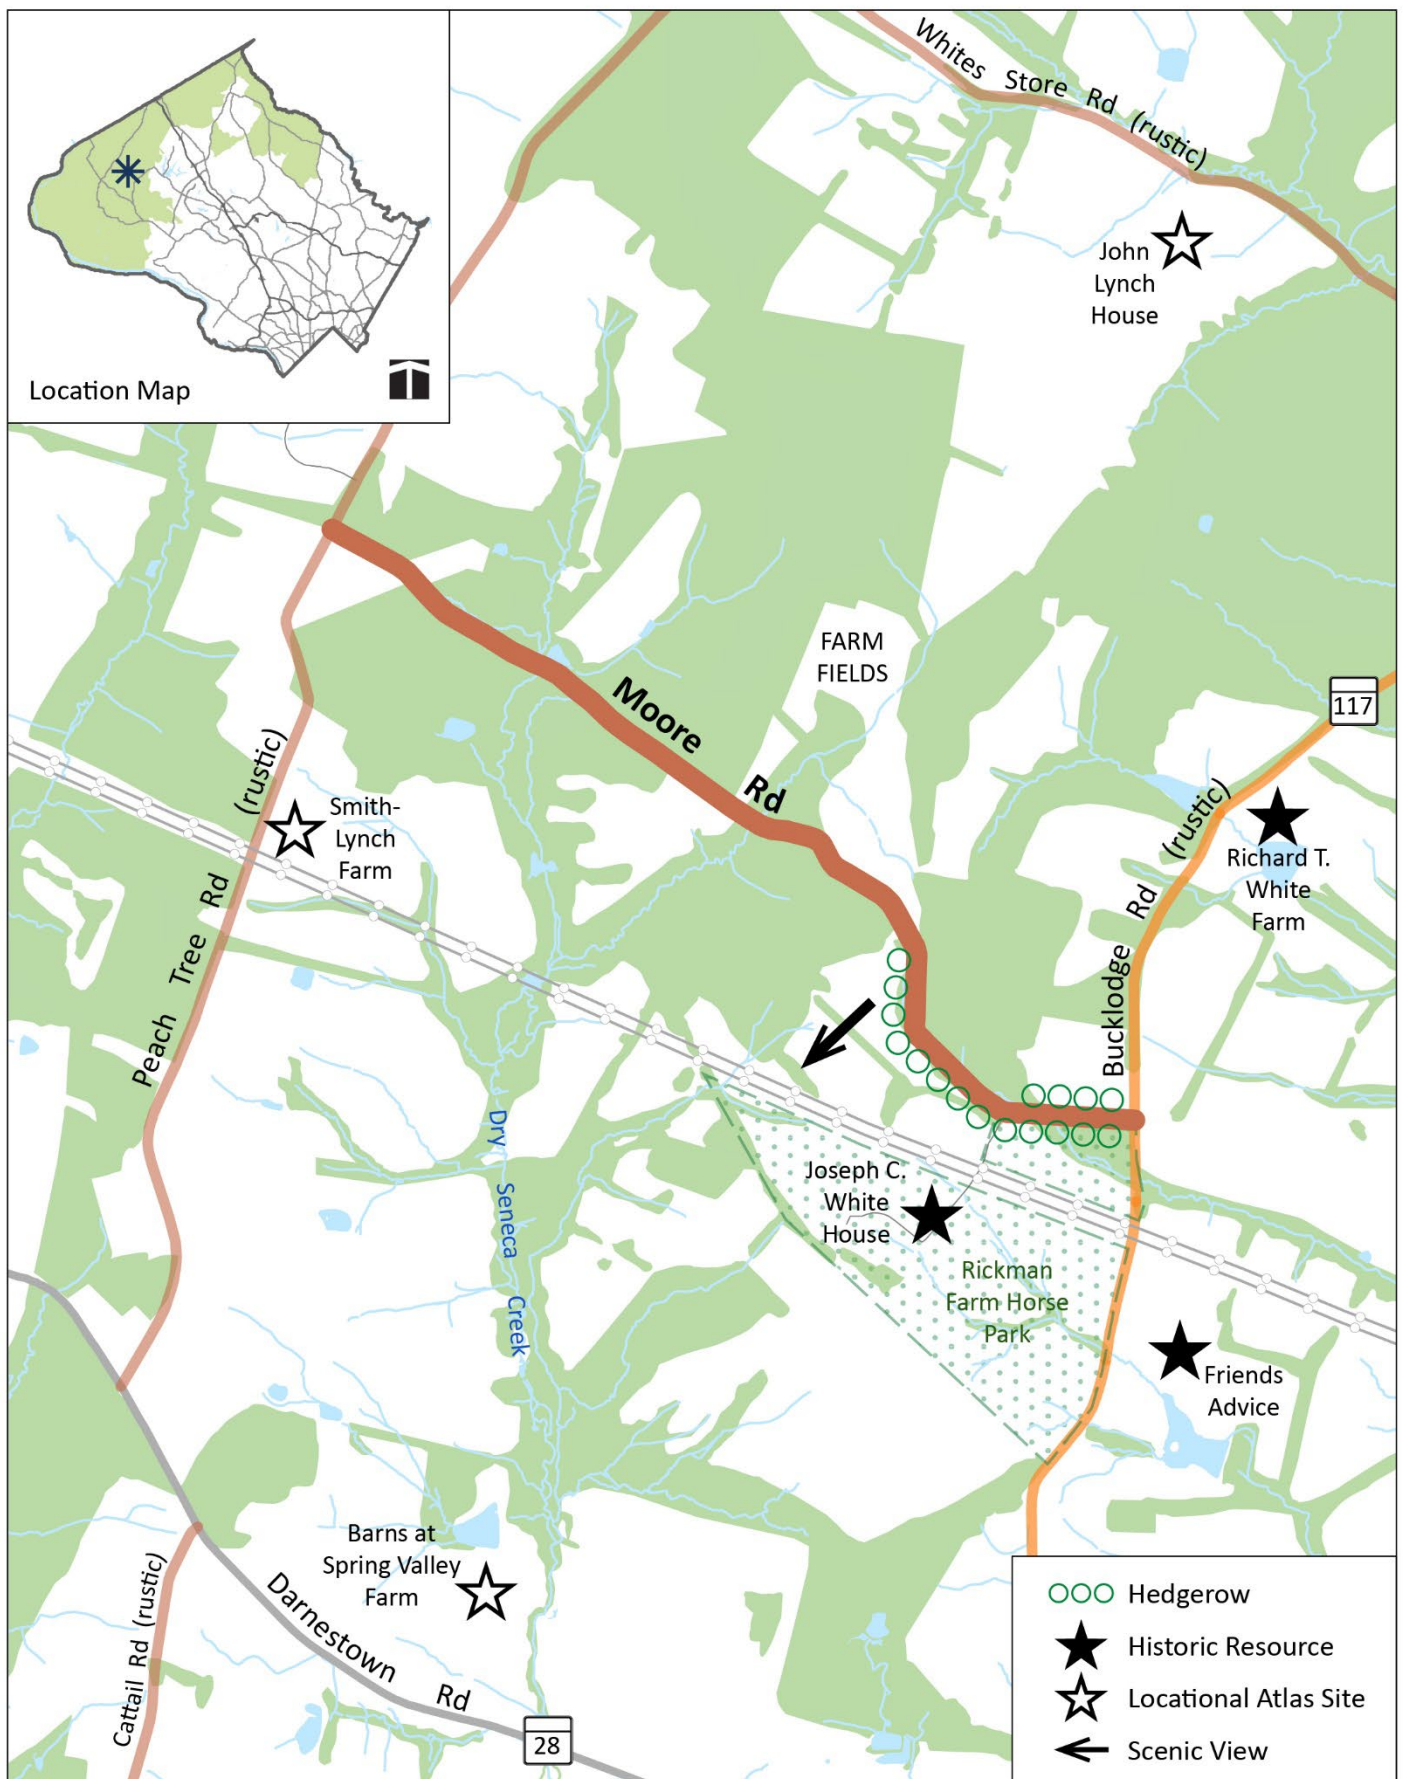 Location Map
Whites Store Rd (rustic)
John
Lynch
House
FARM
FIELDS
Moore Rd
117
(rustic)
Smith-
Lynch
Farm
Peach Tree Rd
Bucklodge Rd (rustic)
Richard T.
White
Farm
Dry Seneca Creek
Joseph C.
White
House
Rickman
Farm Horse
Park
Friends
Advice
Barns at
Spring Valley
Farm
Cattail Rd (rustic)
Darnestown Rd
28
Hedgerow
Historic Resource
Locational Atlas Site
Scenic View